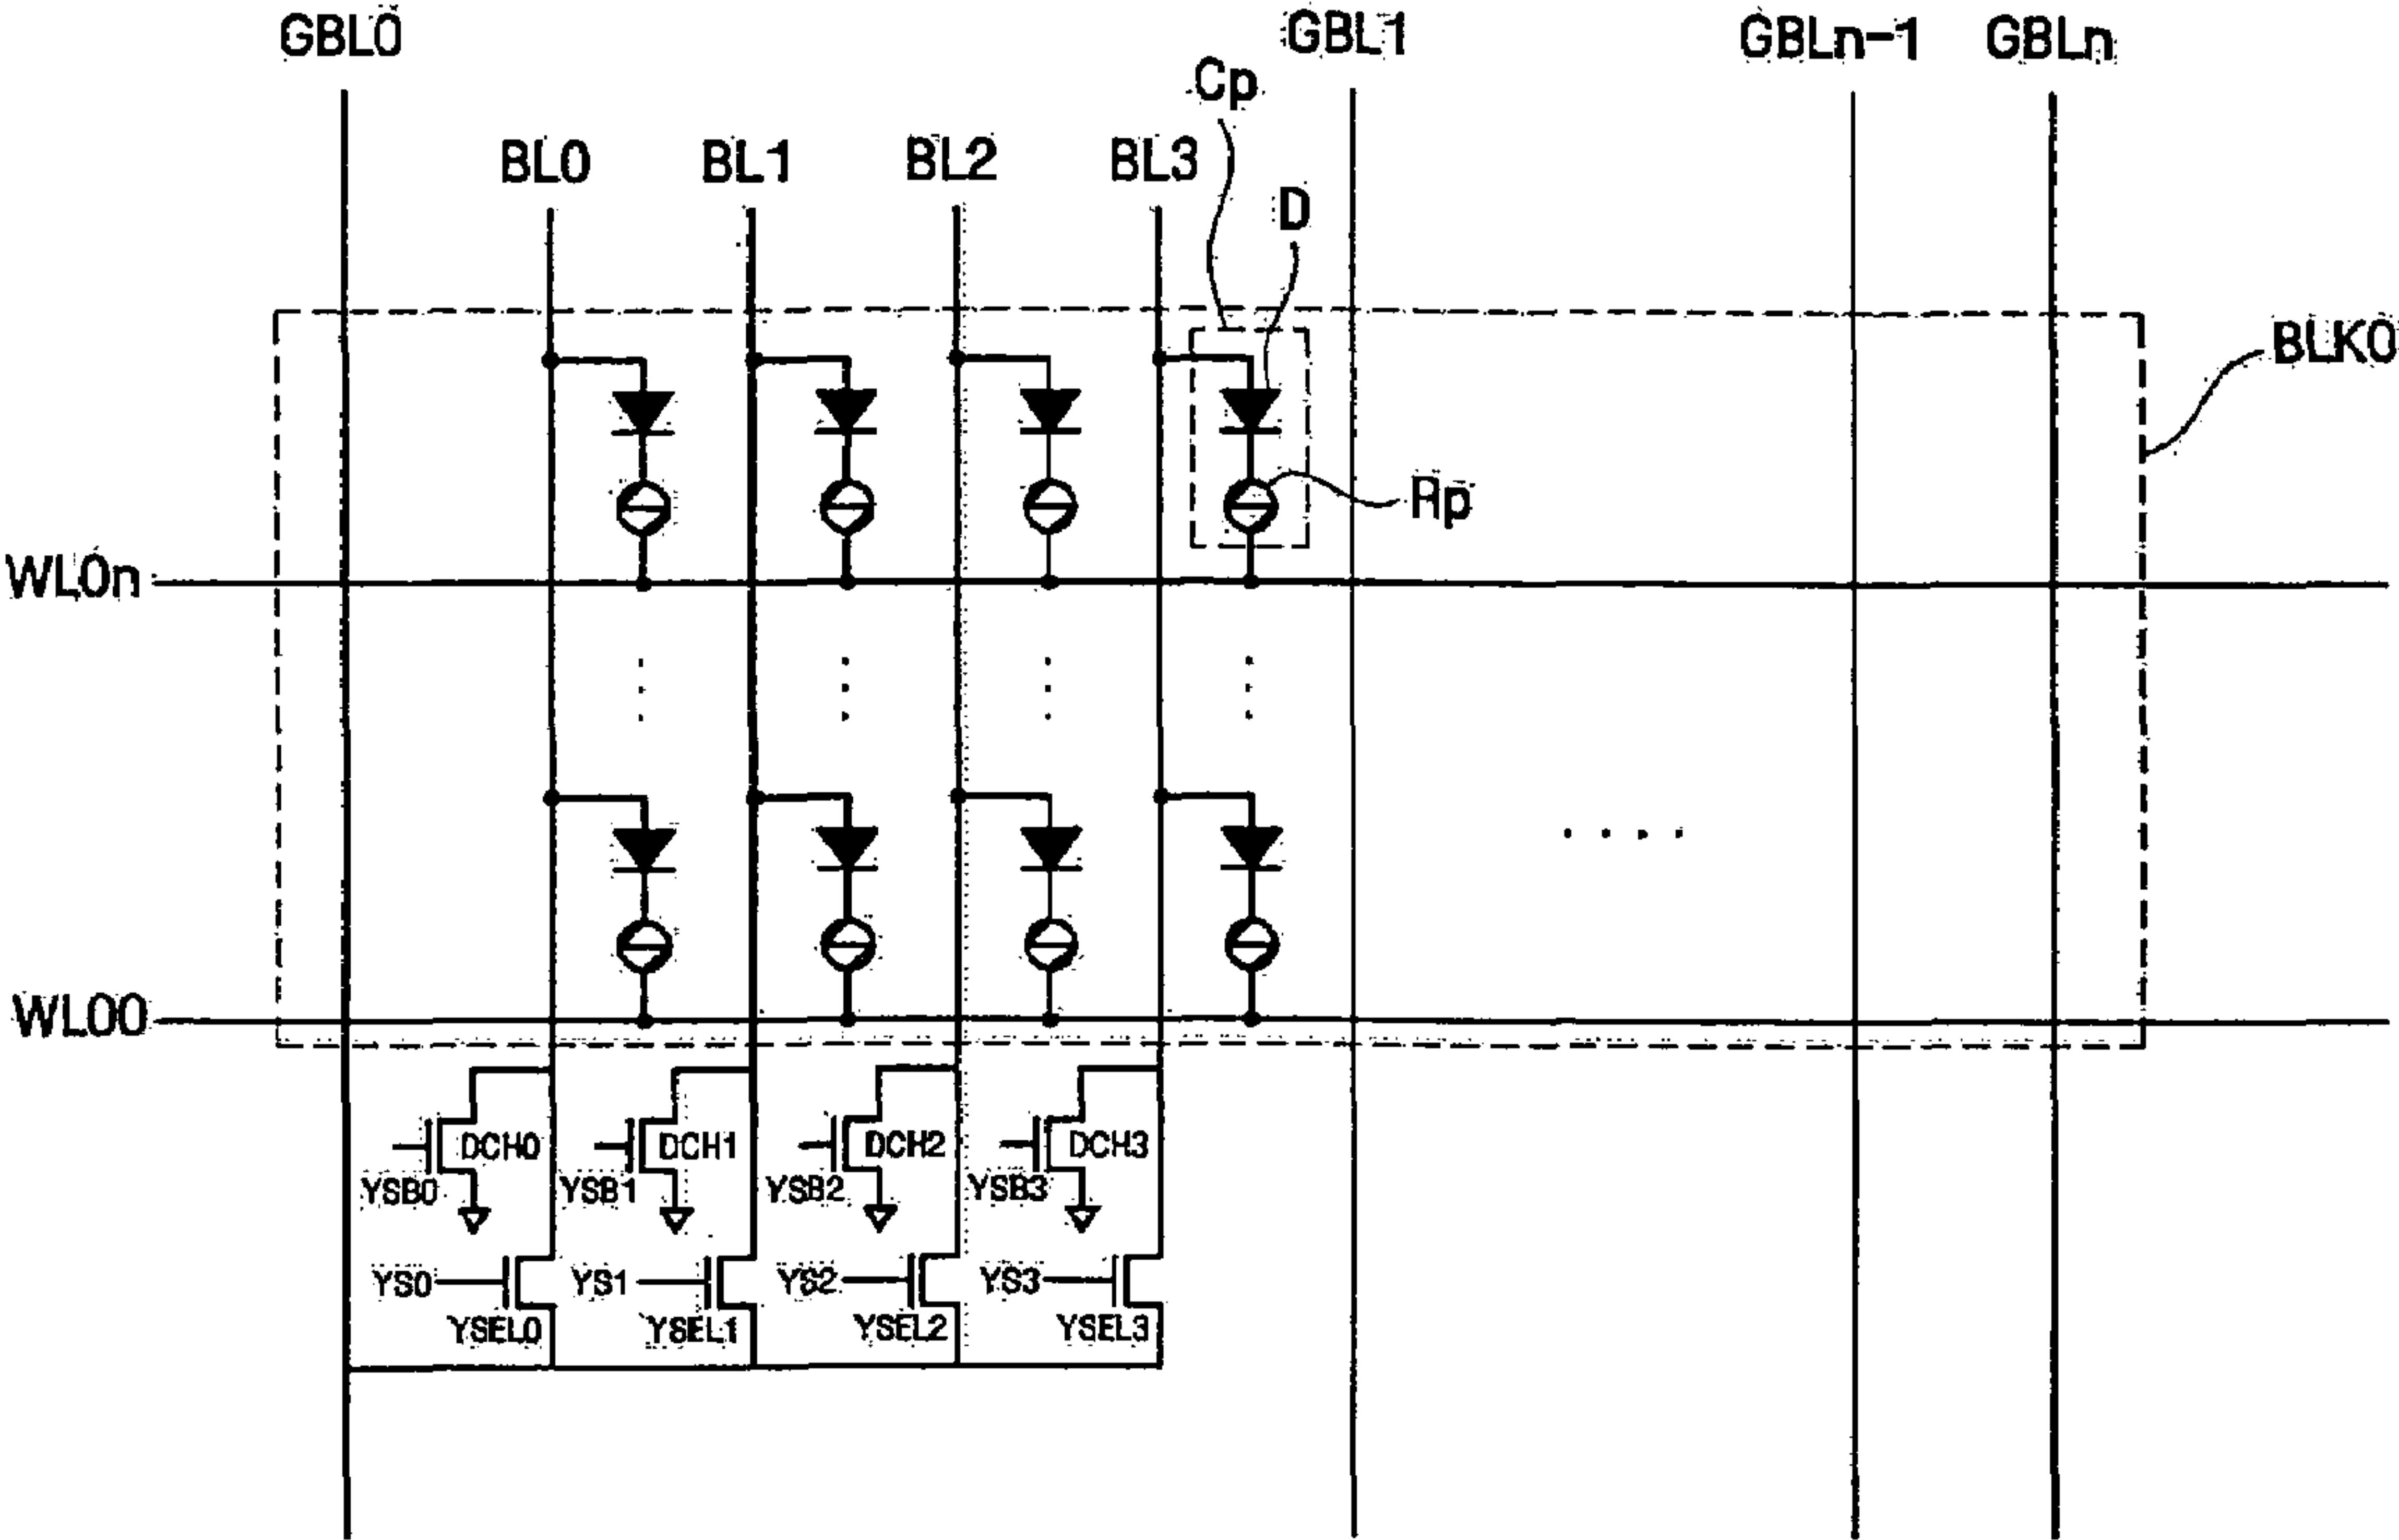 GBL0
GBL1
GBLn-1
GBLn
Cp
BL0
BL1
BL2
BL3
D
BLK0
Rp
WL0n
WL00
DCH0
DCH1
DCH2
DCH3
YSB0
YSB1
YSB2
YSB3
YS0
YS1
YS2
YS3
YSEL0
YSEL1
YSEL2
YSEL3